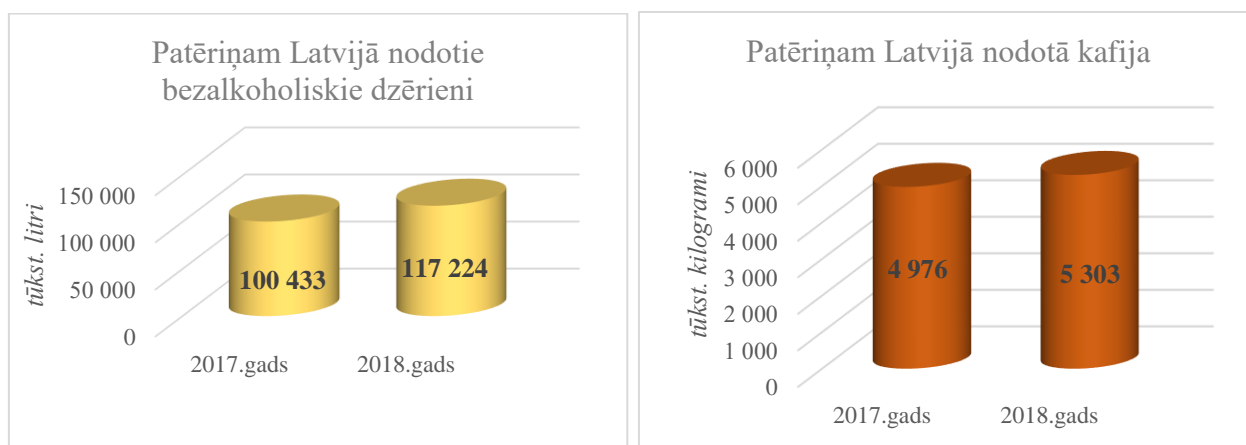 Patēriņam Latvijā nodotie
bezalkoholiskie dzērieni
tūkst. litri
150 000
100 000
50 000
0
100 433
117 224
2017.gads
2018.gads
Patēriņam Latvijā nodotā kafija
tūkst. kilogrami
6 000
5 000
4 000
3 000
2 000
1 000
0
4 976
5 303
2017.gads
2018.gads